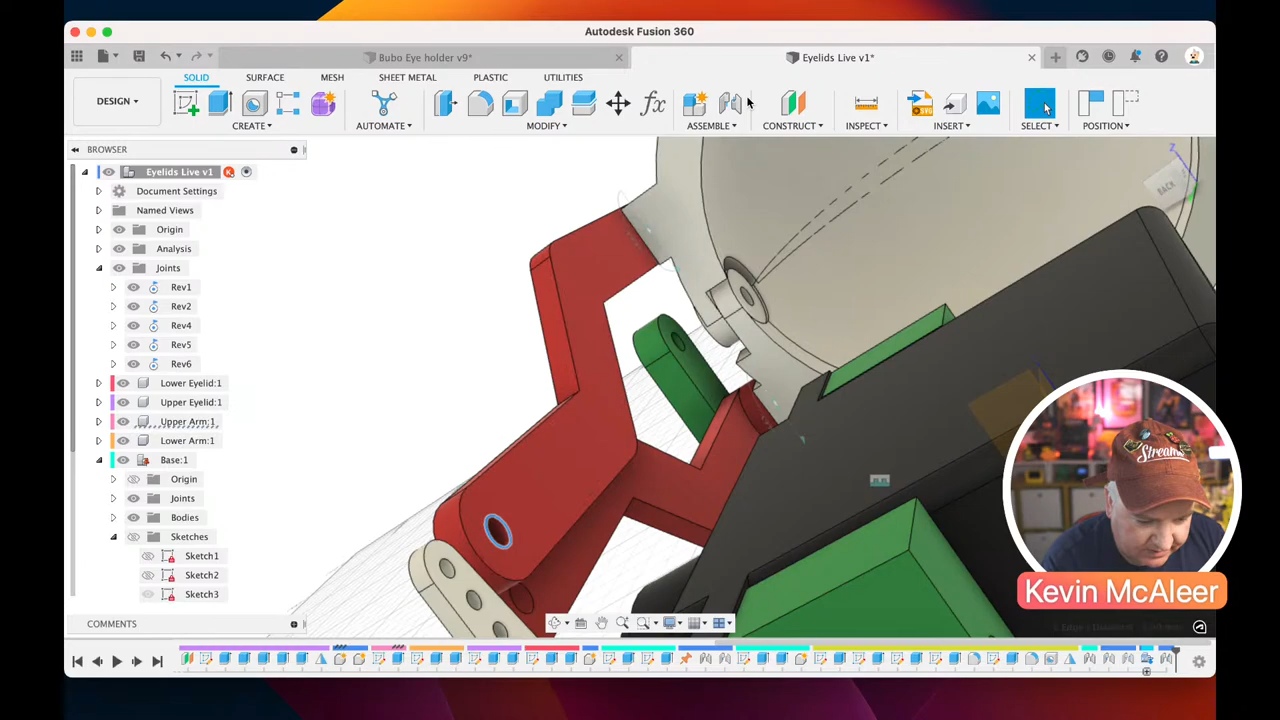 Autodesk Fusion 360
Bubo Eye holder v9*
Eyelids Live v1*
SOLID
SURFACE
MESH
SHEET METAL
PLASTIC
UTILITIES
DESIGN
fx
CREATE
AUTOMATE
MODIFY
ASSEMBLE
CONSTRUCT
INSPECT
INSERT
SELECT
POSITION
BROWSER
Eyelids Live v1
K
Document Settings
Named Views
Origin
Analysis
Joints
Rev1
Rev2
Rev4
Rev5
Rev6
Lower Eyelid:1
Upper Eyelid:1
Upper Arm:1
Lower Arm:1
Base:1
Origin
Joints
Bodies
Sketches
Sketch1
Sketch2
Sketch3
COMMENTS
Z
BACK
Stream
Kevin McAleer